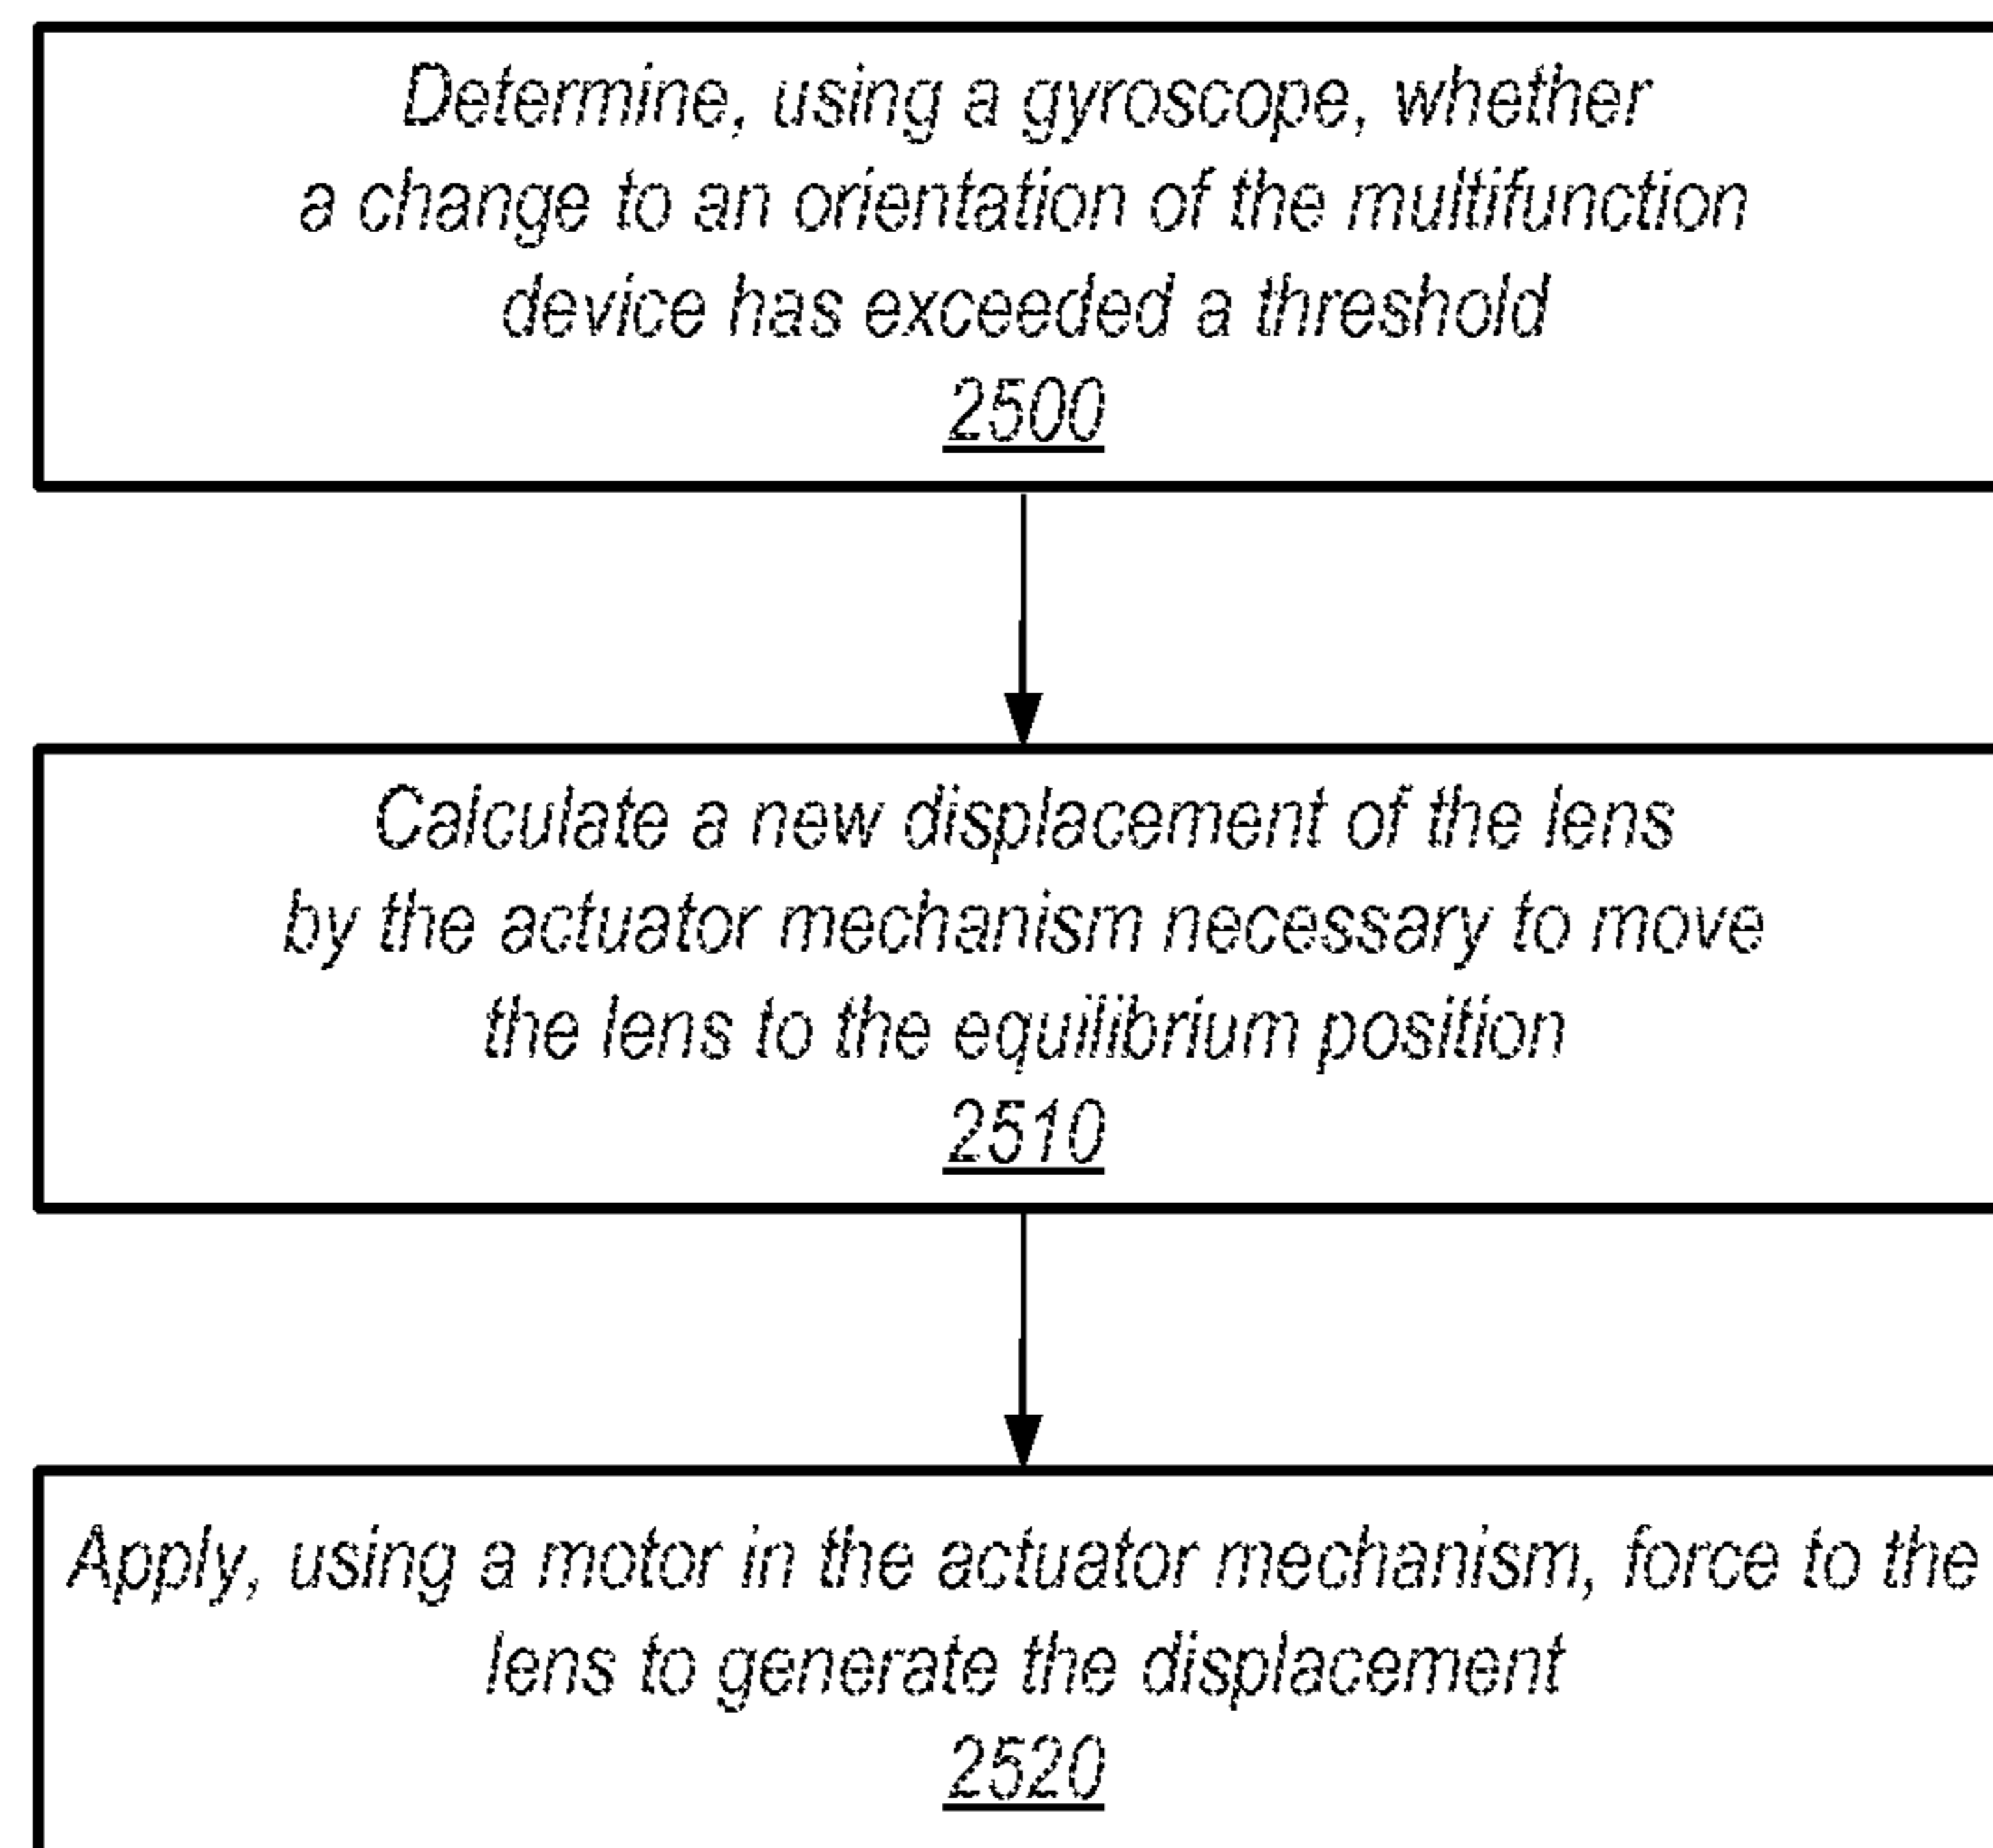 Determine, using a gyroscope, whether
a change to an orientation of the multifunction
device has exceeded a threshold
2500
Calculate a new displacement of the lens
by the actuator mechanism necessary to move
the lens to the equilibrium position
2510
Apply, using a motor in the actuator mechanism, force to the
lens to generate the displacement
2520